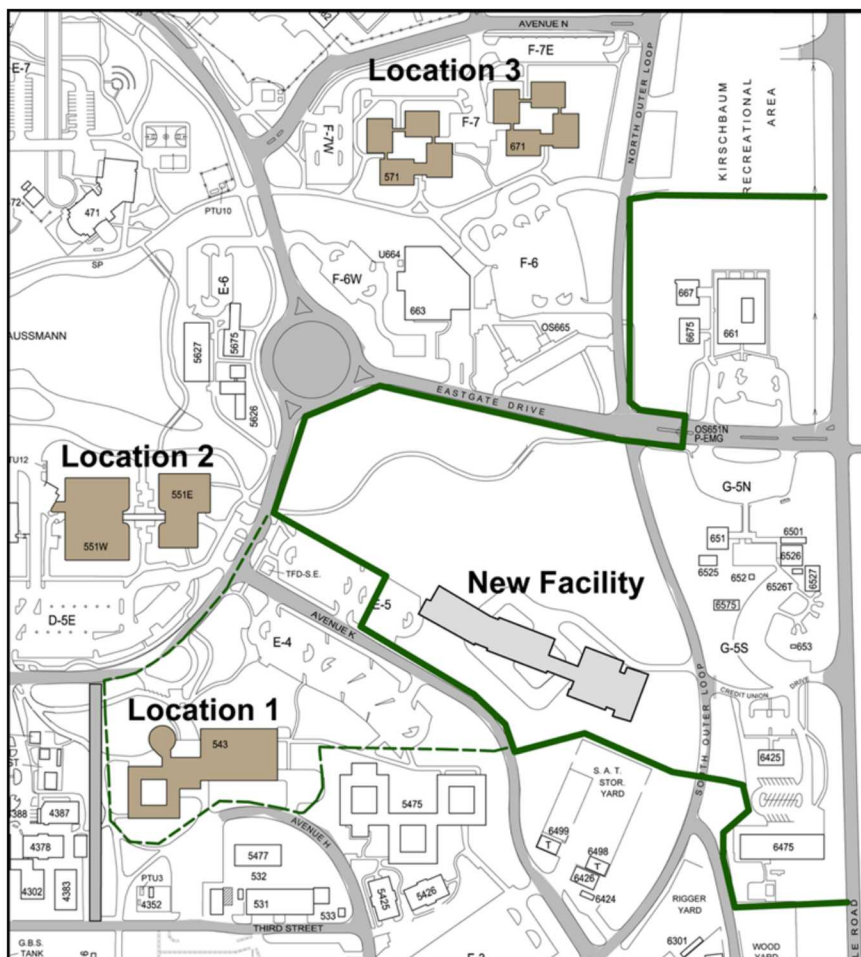 AVENUE N
E-7
Location 3
F-7E
F-7W
F-7
571
671
NORTH OUTER LOOP
KIRSCHBAUM
RECREATIONAL
AREA
471
72
PTU10
SP
E-6
U664
F-6W
F-6
663
667
6675
661
AUSSMANN
5627
5675
5626
OS665
EASTGATE DRIVE
OS651N
P-EMG
Location 2
TU12
551W
551E
D-5E
TFD-S.E.
G-5N
651
6501
6526
6525
652
6526T
6527
6575
653
G-5S
New Facility
E-5
AVENUE K
E-4
SOUTH OUTER LOOP
CREDIT UNION
DRIVE
Location 1
543
6425
S. A. T.
STOR.
YARD
5475
6475
4387
4388
4378
4302
4383
AVENUE H
5477
532
531
533
PTU3
4352
5425
5426
6499
T
6498
T
6426
6424
RIGGER
YARD
6301
THIRD STREET
G.B.S.
TANK
WOOD
LE ROAD